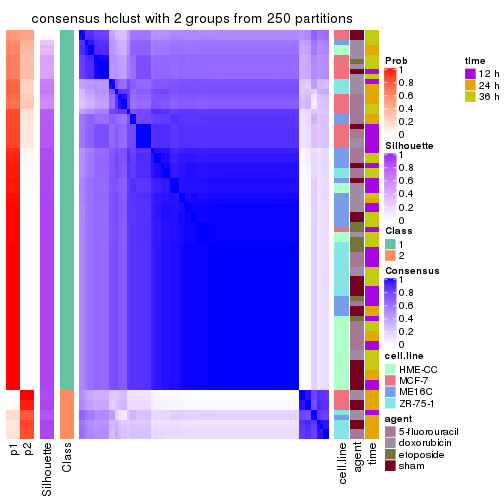 consensus hclust with 2 groups from 250 partitions
Prob
1
0.8
0.6
0.4
0.2
0
Silhouette
1
0.8
0.6
0.4
0.2
0
Class
1
2
Consensus
1
0.8
0.6
0.4
0.2
0
cell.line
HME-CC
MCF-7
ME16C
ZR-75-1
agent
5-fluorouracil
doxorubicin
etoposide
sham
time
12 h
24 h
36 h
p1
p2
Silhouette
Class
cell.line
agent
time